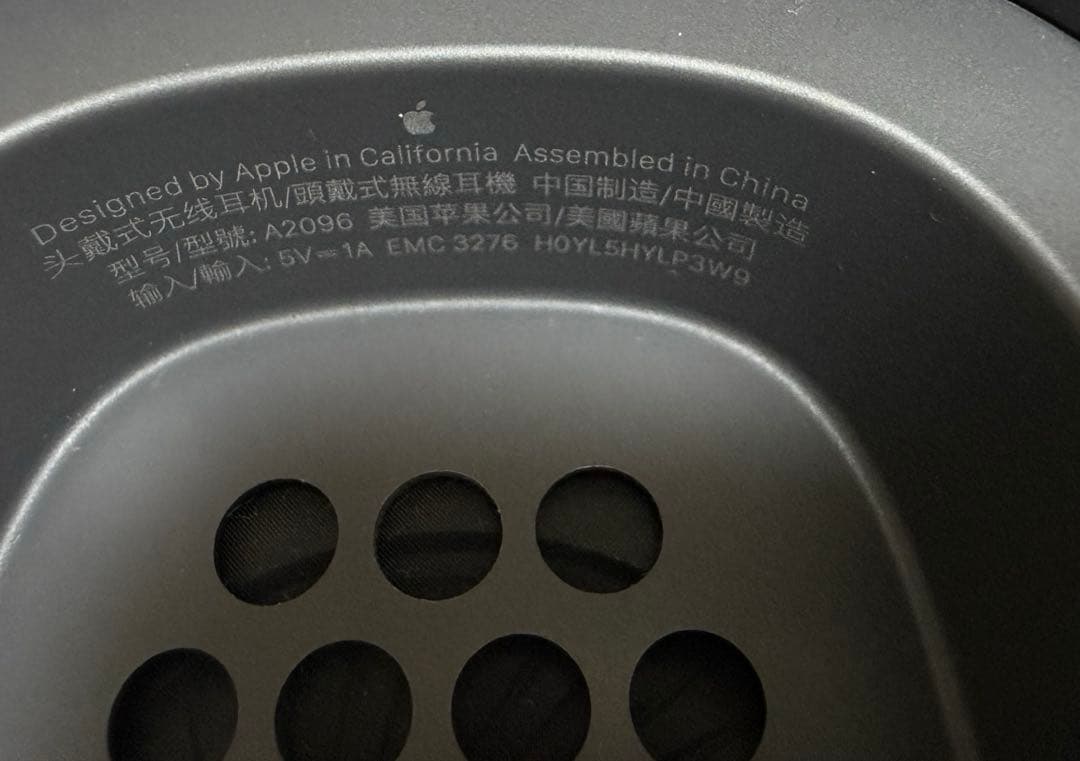 Designed by Apple in California Assembled in China
头戴式无线耳机/頭戴式無線耳機 中国制造/中國製造
型号/型號: A2096 美国苹果公司/美國蘋果公司
输入/輸入: 5V⎓1A EMC 3276 H0YL5HYLP3W9